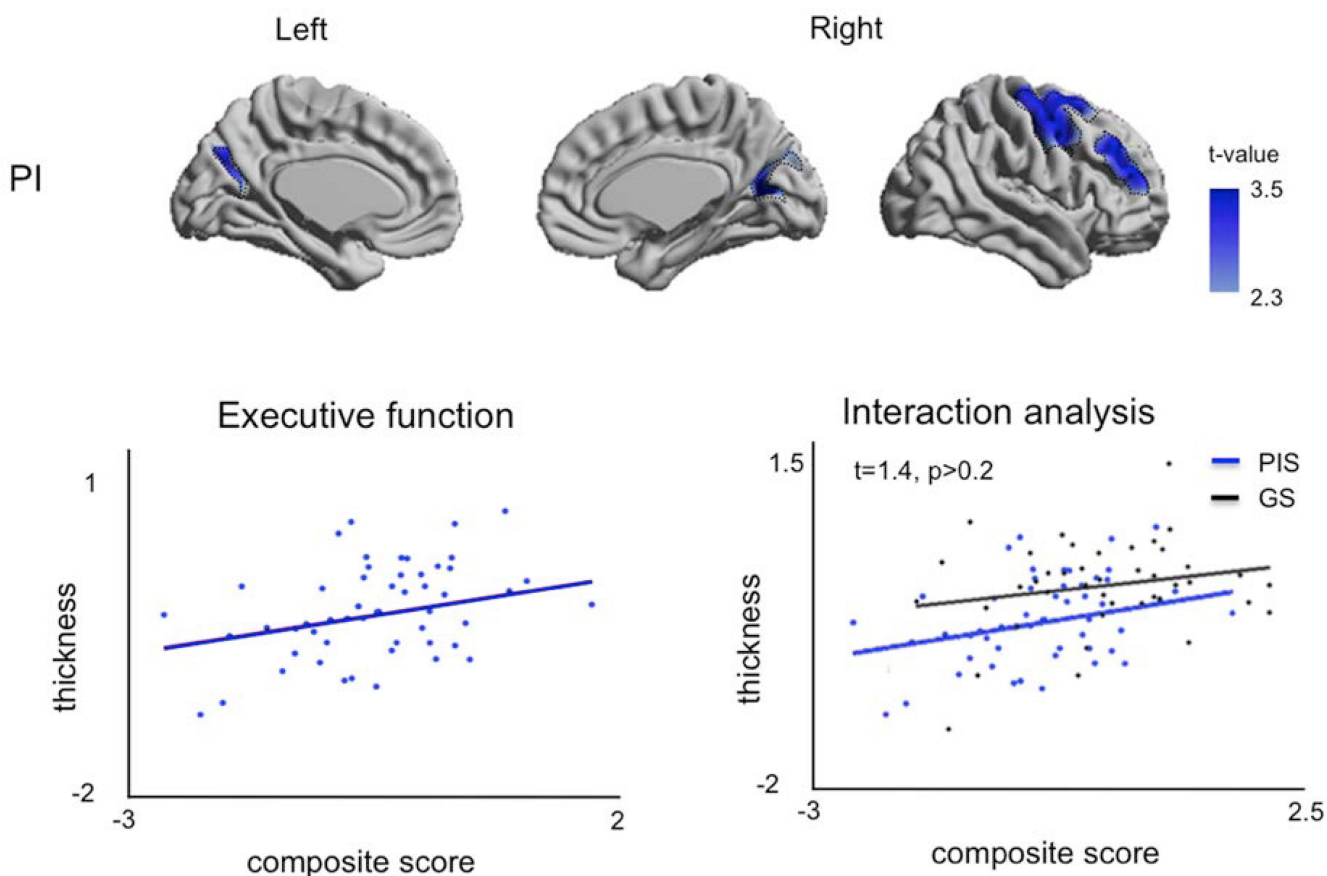 Left
Right
PI
t-value
3.5
2.3
Executive function
1
thickness
-2
-3
2
composite score
Interaction analysis
1.5
t=1.4, p>0.2
PIS
GS
thickness
-2
-3
2.5
composite score